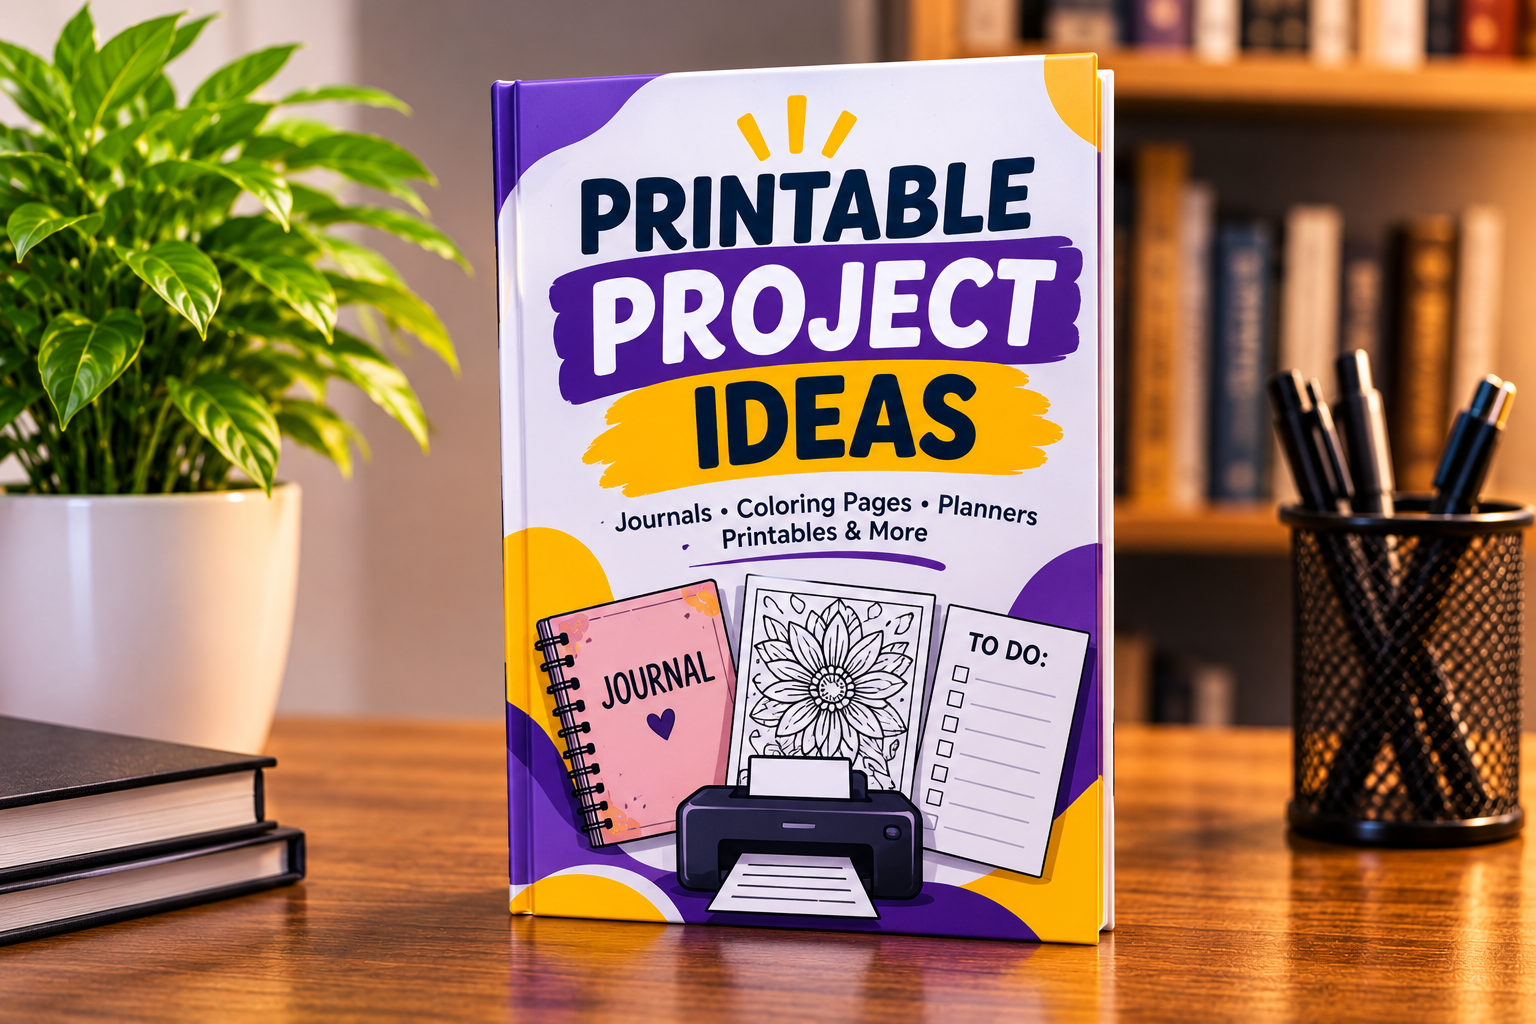 PRINTABLE
PROJECT
IDEAS
Journals • Coloring Pages • Planners
Printables & More
JOURNAL
TO DO: